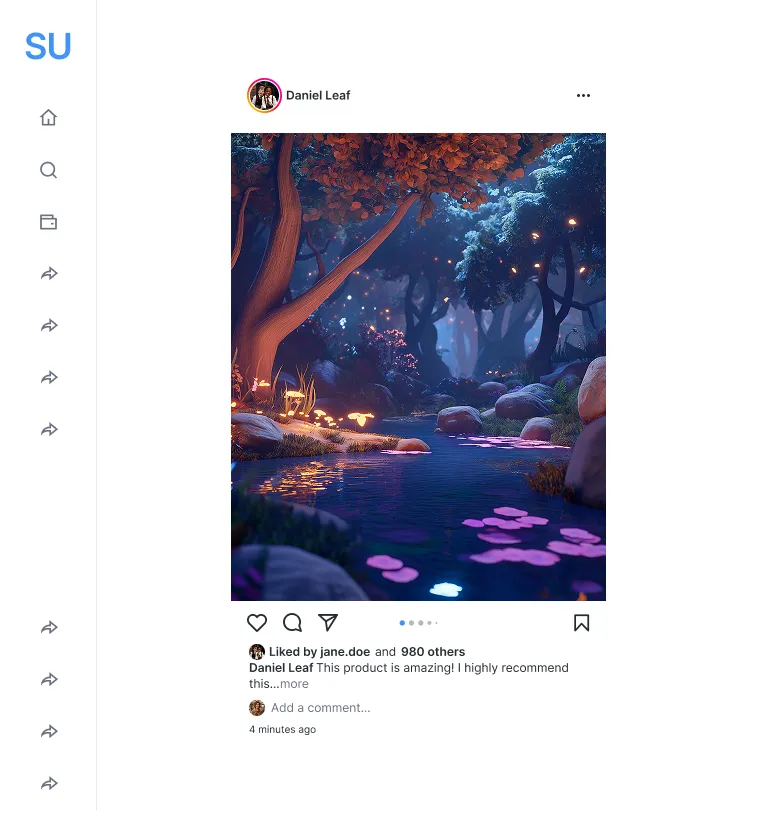 SU
Daniel Leaf
Liked by jane.doe and 980 others
Daniel Leaf This product is amazing! I highly recommend
this...more
Add a comment...
4 minutes ago